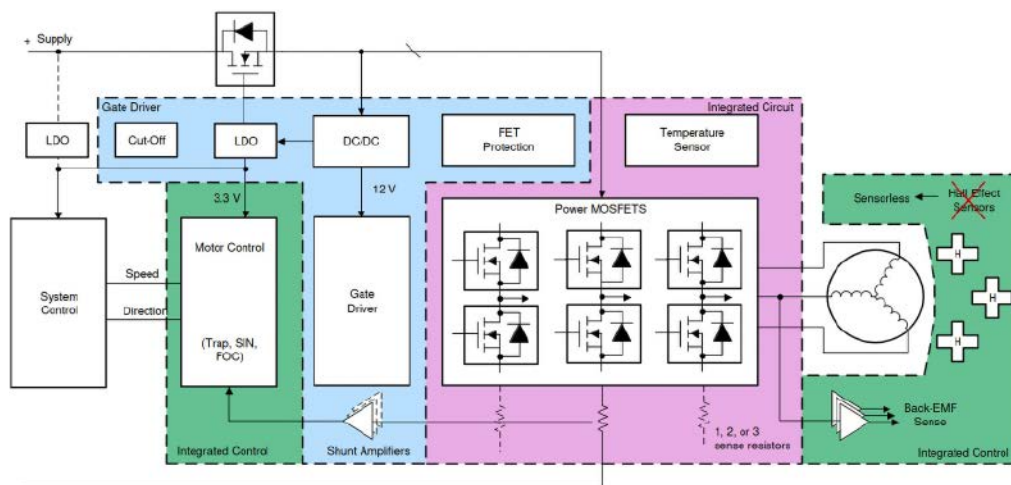 + Supply
Gate Driver
Integrated Circuit
LDO
Cut-Off
LDO
DC/DC
FET
Protection
Temperature
Sensor
3.3 V
12 V
Power MOSFETS
Sensorless
Hall Effect
Sensors
Motor Control
Speed
System
Control
Direction
(Trap, SIN,
FOC)
Gate
Driver
H
H
H
1, 2, or 3
sense resistors
Back-EMF
Sense
Integrated Control
Shunt Amplifiers
Integrated Control